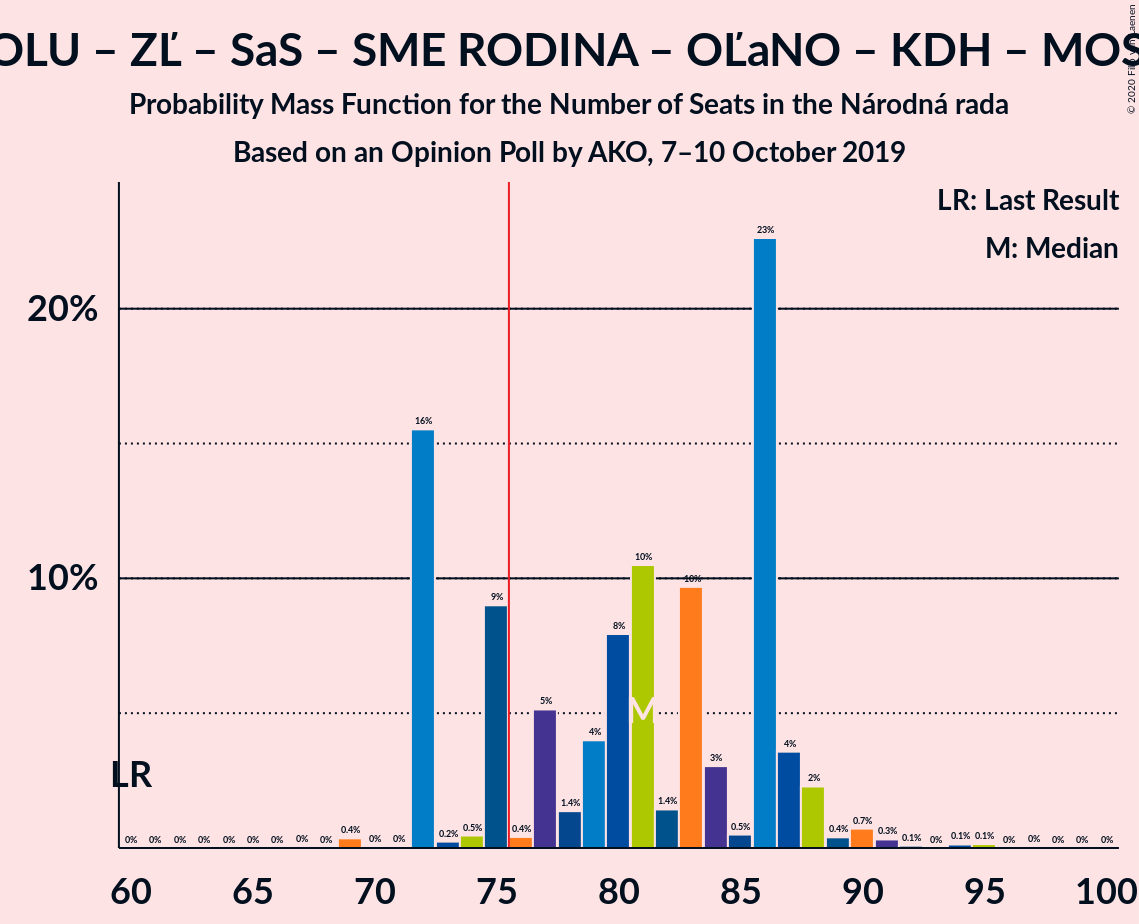 OLU – ZĽ – SaS – SME RODINA – OĽaNO – KDH – MOS
Probability Mass Function for the Number of Seats in the Národná rada
Based on an Opinion Poll by AKO, 7–10 October 2019
LR: Last Result
M: Median
23%
20%
16%
10%
10%
10%
9%
8%
5%
4%
M
3%
4%
LR
2%
0% 0% 0% 0% 0% 0% 0% 0% 0% 0.4% 0% 0% 0.2% 0.5% 0.4% 1.4% 1.4% 0.5% 0.4% 0.7% 0.3% 0.1% 0% 0.1% 0.1% 0% 0% 0% 0% 0%
60 65 70 75 80 85 90 95 100